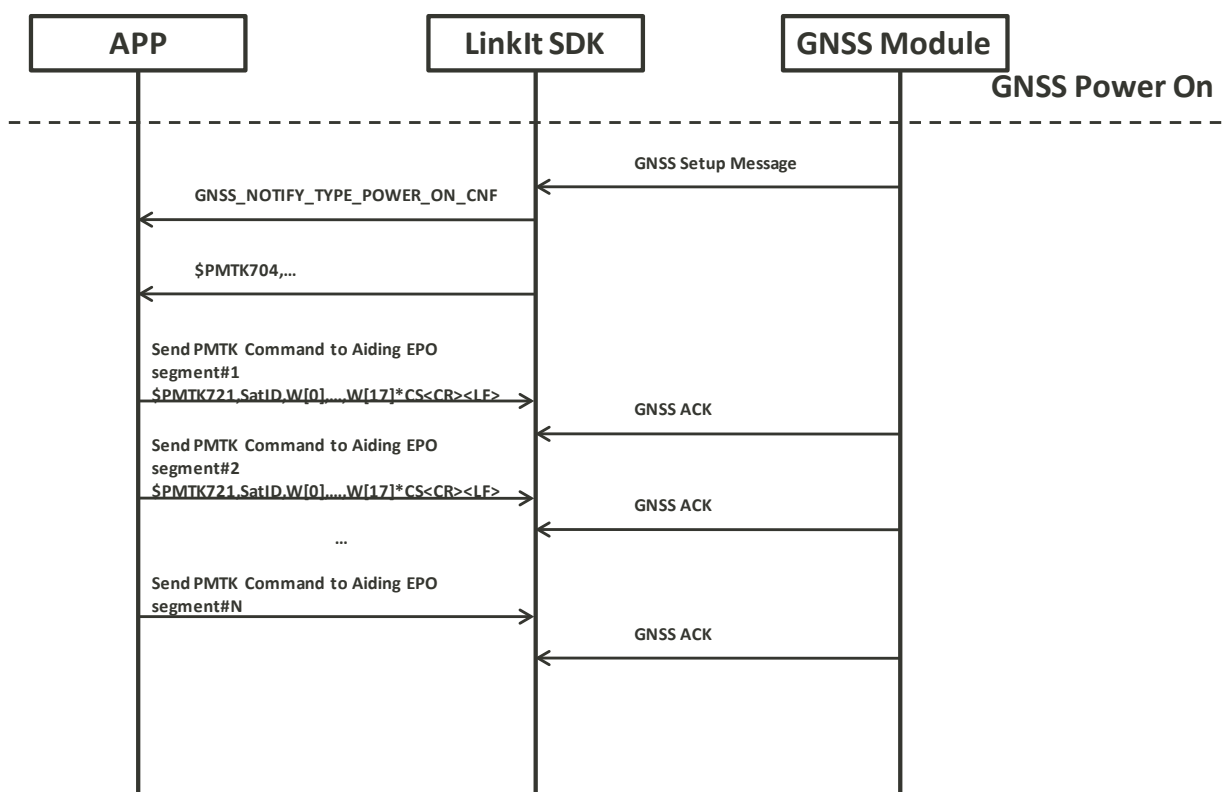 APP
LinkIt SDK
GNSS Module
GNSS Power On
GNSS Setup Message
GNSS_NOTIFY_TYPE_POWER_ON_CNF
$PMTK704,...
Send PMTK Command to Aiding EPO
segment#1
$PMTK721,SatID,W[0],...,W[17]*CS<CR><LF>
GNSS ACK
Send PMTK Command to Aiding EPO
segment#2
$PMTK721,SatID,W[0],....,W[17]*CS<CR><LF>
GNSS ACK
...
Send PMTK Command to Aiding EPO
segment#N
GNSS ACK